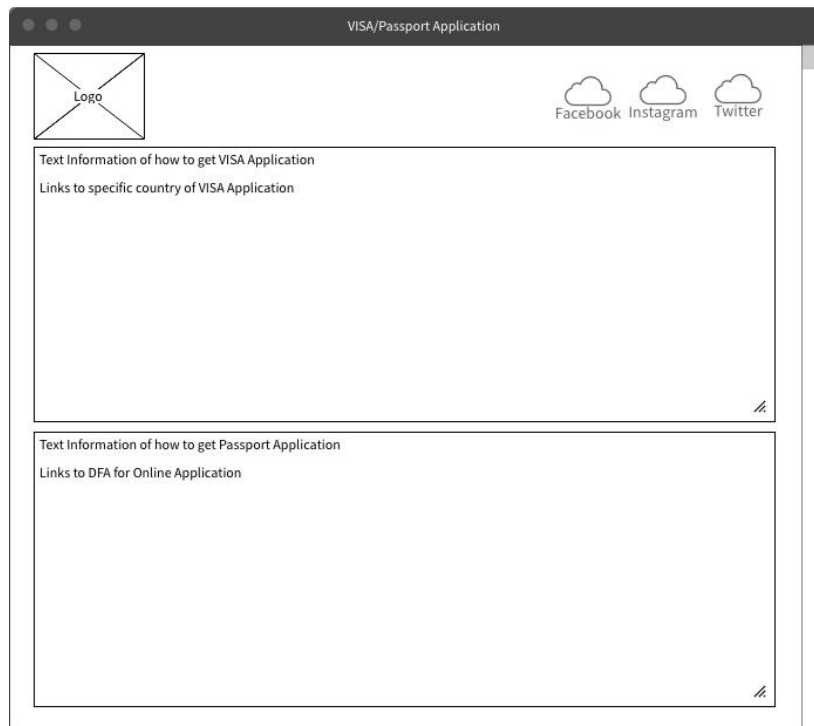 VISA/Passport Application
Logo
Facebook Instagram Twitter
Text Information of how to get VISA Application
Links to specific country of VISA Application
Text Information of how to get Passport Application
Links to DFA for Online Application